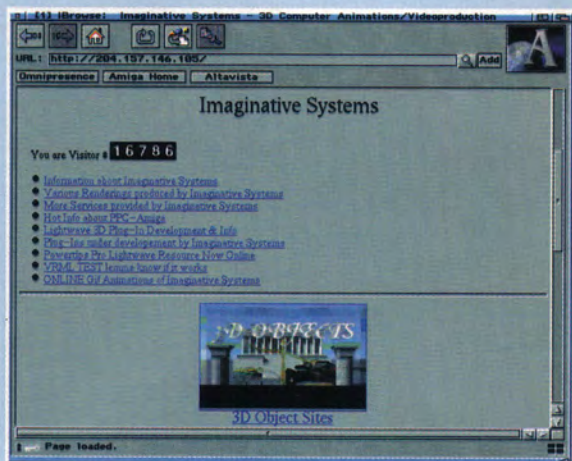 [1] IBrowse: Imaginative Systems - 3D Computer Animations/Videoproduction
URL: http://204.157.146.105/
Add
Omnipresence Amiga Home Altavista
Imaginative Systems
You are Visitor # 16786
Information about Imaginative Systems
Various Renderings produced by Imaginative Systems
More Services provided by Imaginative Systems
Hot Info about PPC-Amiga
Lightwave 3D Plug-In Development & Info
Plug-Ins under developement by Imaginative Systems
Powertips Pro Lightwave Resource Now Online
VRML TEST lemme know if it works
ONLINE Gif Animations of Imaginative Systems
3D OBJECTS
3D Object Sites
Page loaded.